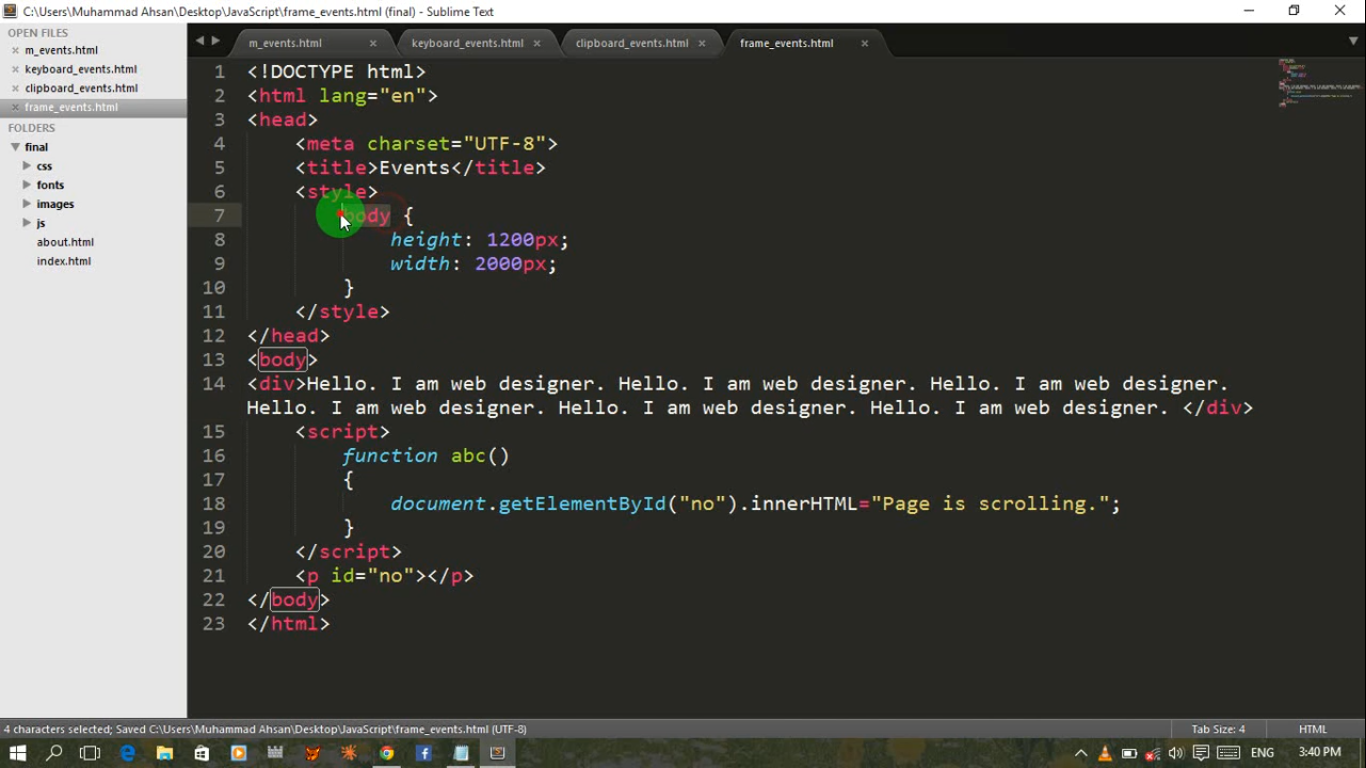 C:\Users\Muhammad Ahsan\Desktop\JavaScript\frame_events.html (final) - Sublime Text
OPEN FILES
m_events.html
keyboard_events.html
clipboard_events.html
frame_events.html
FOLDERS
final
css
fonts
images
js
about.html
index.html
m_events.html
keyboard_events.html
clipboard_events.html
frame_events.html
1 <!DOCTYPE html>
2 <html lang="en">
3 <head>
4 <meta charset="UTF-8">
5 <title>Events</title>
6 <style>
7 body {
8 height: 1200px;
9 width: 2000px;
10 }
11 </style>
12 </head>
13 <body>
14 <div>Hello. I am web designer. Hello. I am web designer. Hello. I am web designer.
Hello. I am web designer. Hello. I am web designer. Hello. I am web designer. </div>
15 <script>
16 function abc()
17 {
18 document.getElementById("no").innerHTML="Page is scrolling.";
19 }
20 </script>
21 <p id="no"></p>
22 </body>
23 </html>
4 characters selected; Saved C:\Users\Muhammad Ahsan\Desktop\JavaScript\frame_events.html (UTF-8)
Tab Size: 4
HTML
ENG
3:40 PM